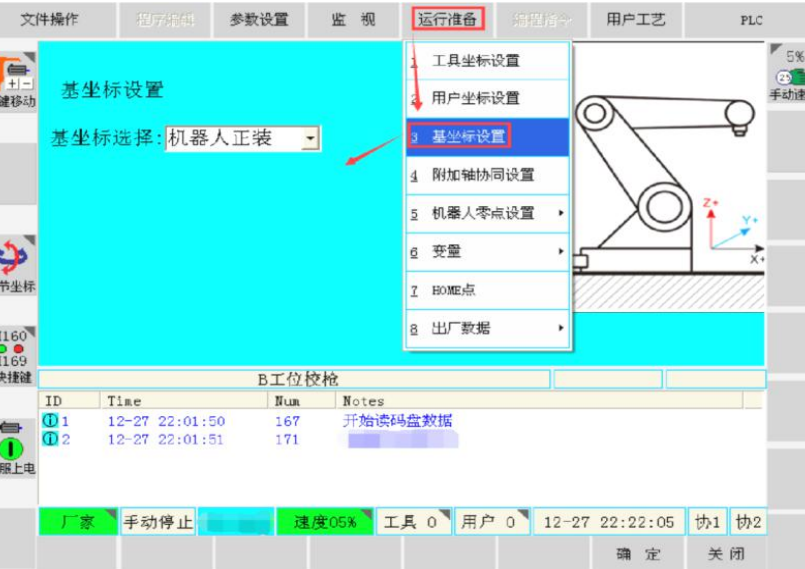 文件操作 程序编辑 参数设置 监 视 运行准备 编程指令 用户工艺 PLC
5%
手动速
键移动
基坐标设置
基坐标选择: 机器人正装
1 工具坐标设置
2 用户坐标设置
3 基坐标设置
4 附加轴协同设置
5 机器人零点设置
6 变量
7 HOME点
8 出厂数据
Z+
Y+
X+
节坐标
M160
M169
快捷键
服上电
B工位校枪
ID Time Num Notes
1 12-27 22:01:50 167 开始读码盘数据
2 12-27 22:01:51 171
厂家 手动停止 速度05% 工具 0 用户 0 12-27 22:22:05 协1 协2
确 定 关 闭